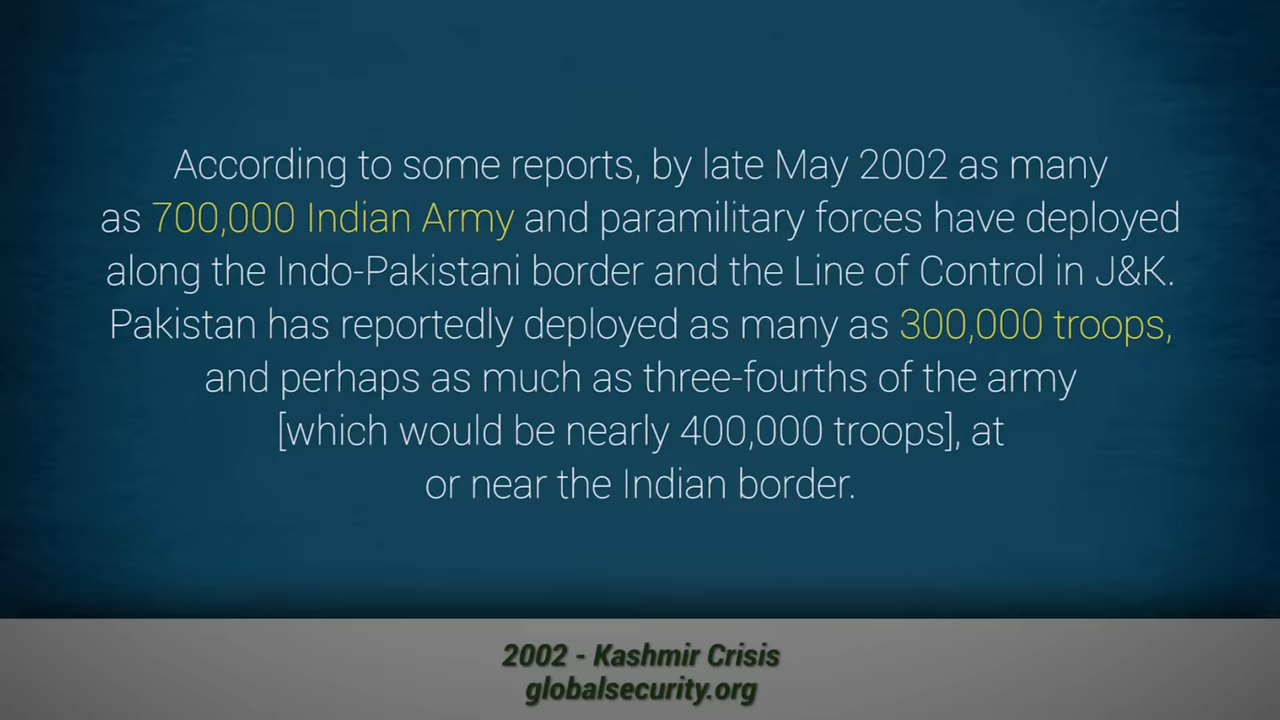 According to some reports, by late May 2002 as many
as 700,000 Indian Army and paramilitary forces have deployed
along the Indo-Pakistani border and the Line of Control in J&K.
Pakistan has reportedly deployed as many as 300,000 troops,
and perhaps as much as three-fourths of the army
[which would be nearly 400,000 troops], at
or near the Indian border.
2002 - Kashmir Crisis
globalsecurity.org